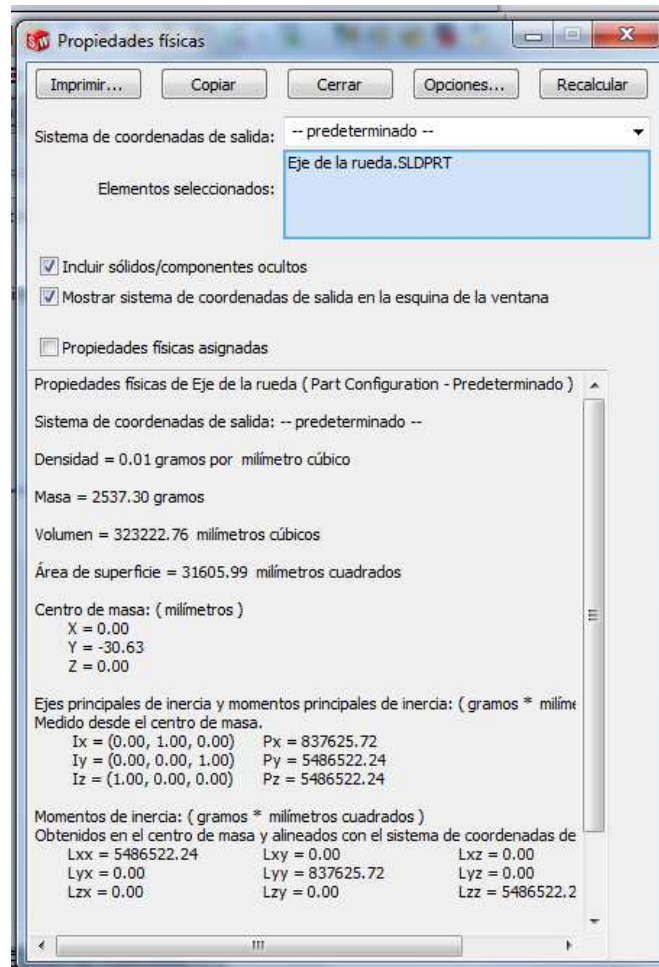 SW Propiedades físicas
Imprimir... Copiar Cerrar Opciones... Recalcular
Sistema de coordenadas de salida: -- predeterminado --
Elementos seleccionados: Eje de la rueda.SLDPRT
Incluir sólidos/componentes ocultos
Mostrar sistema de coordenadas de salida en la esquina de la ventana
Propiedades físicas asignadas
Propiedades físicas de Eje de la rueda ( Part Configuration - Predeterminado )
Sistema de coordenadas de salida: -- predeterminado --
Densidad = 0.01 gramos por milímetro cúbico
Masa = 2537.30 gramos
Volumen = 323222.76 milímetros cúbicos
Área de superficie = 31605.99 milímetros cuadrados
Centro de masa: ( milímetros )
X = 0.00
Y = -30.63
Z = 0.00
Ejes principales de inercia y momentos principales de inercia: ( gramos * milíme
Medido desde el centro de masa.
Ix = (0.00, 1.00, 0.00) Px = 837625.72
Iy = (0.00, 0.00, 1.00) Py = 5486522.24
Iz = (1.00, 0.00, 0.00) Pz = 5486522.24
Momentos de inercia: ( gramos * milímetros cuadrados )
Obtenidos en el centro de masa y alineados con el sistema de coordenadas de
Lxx = 5486522.24 Lxy = 0.00 Lxz = 0.00
Lyx = 0.00 Lyy = 837625.72 Lyz = 0.00
Lzx = 0.00 Lzy = 0.00 Lzz = 5486522.2